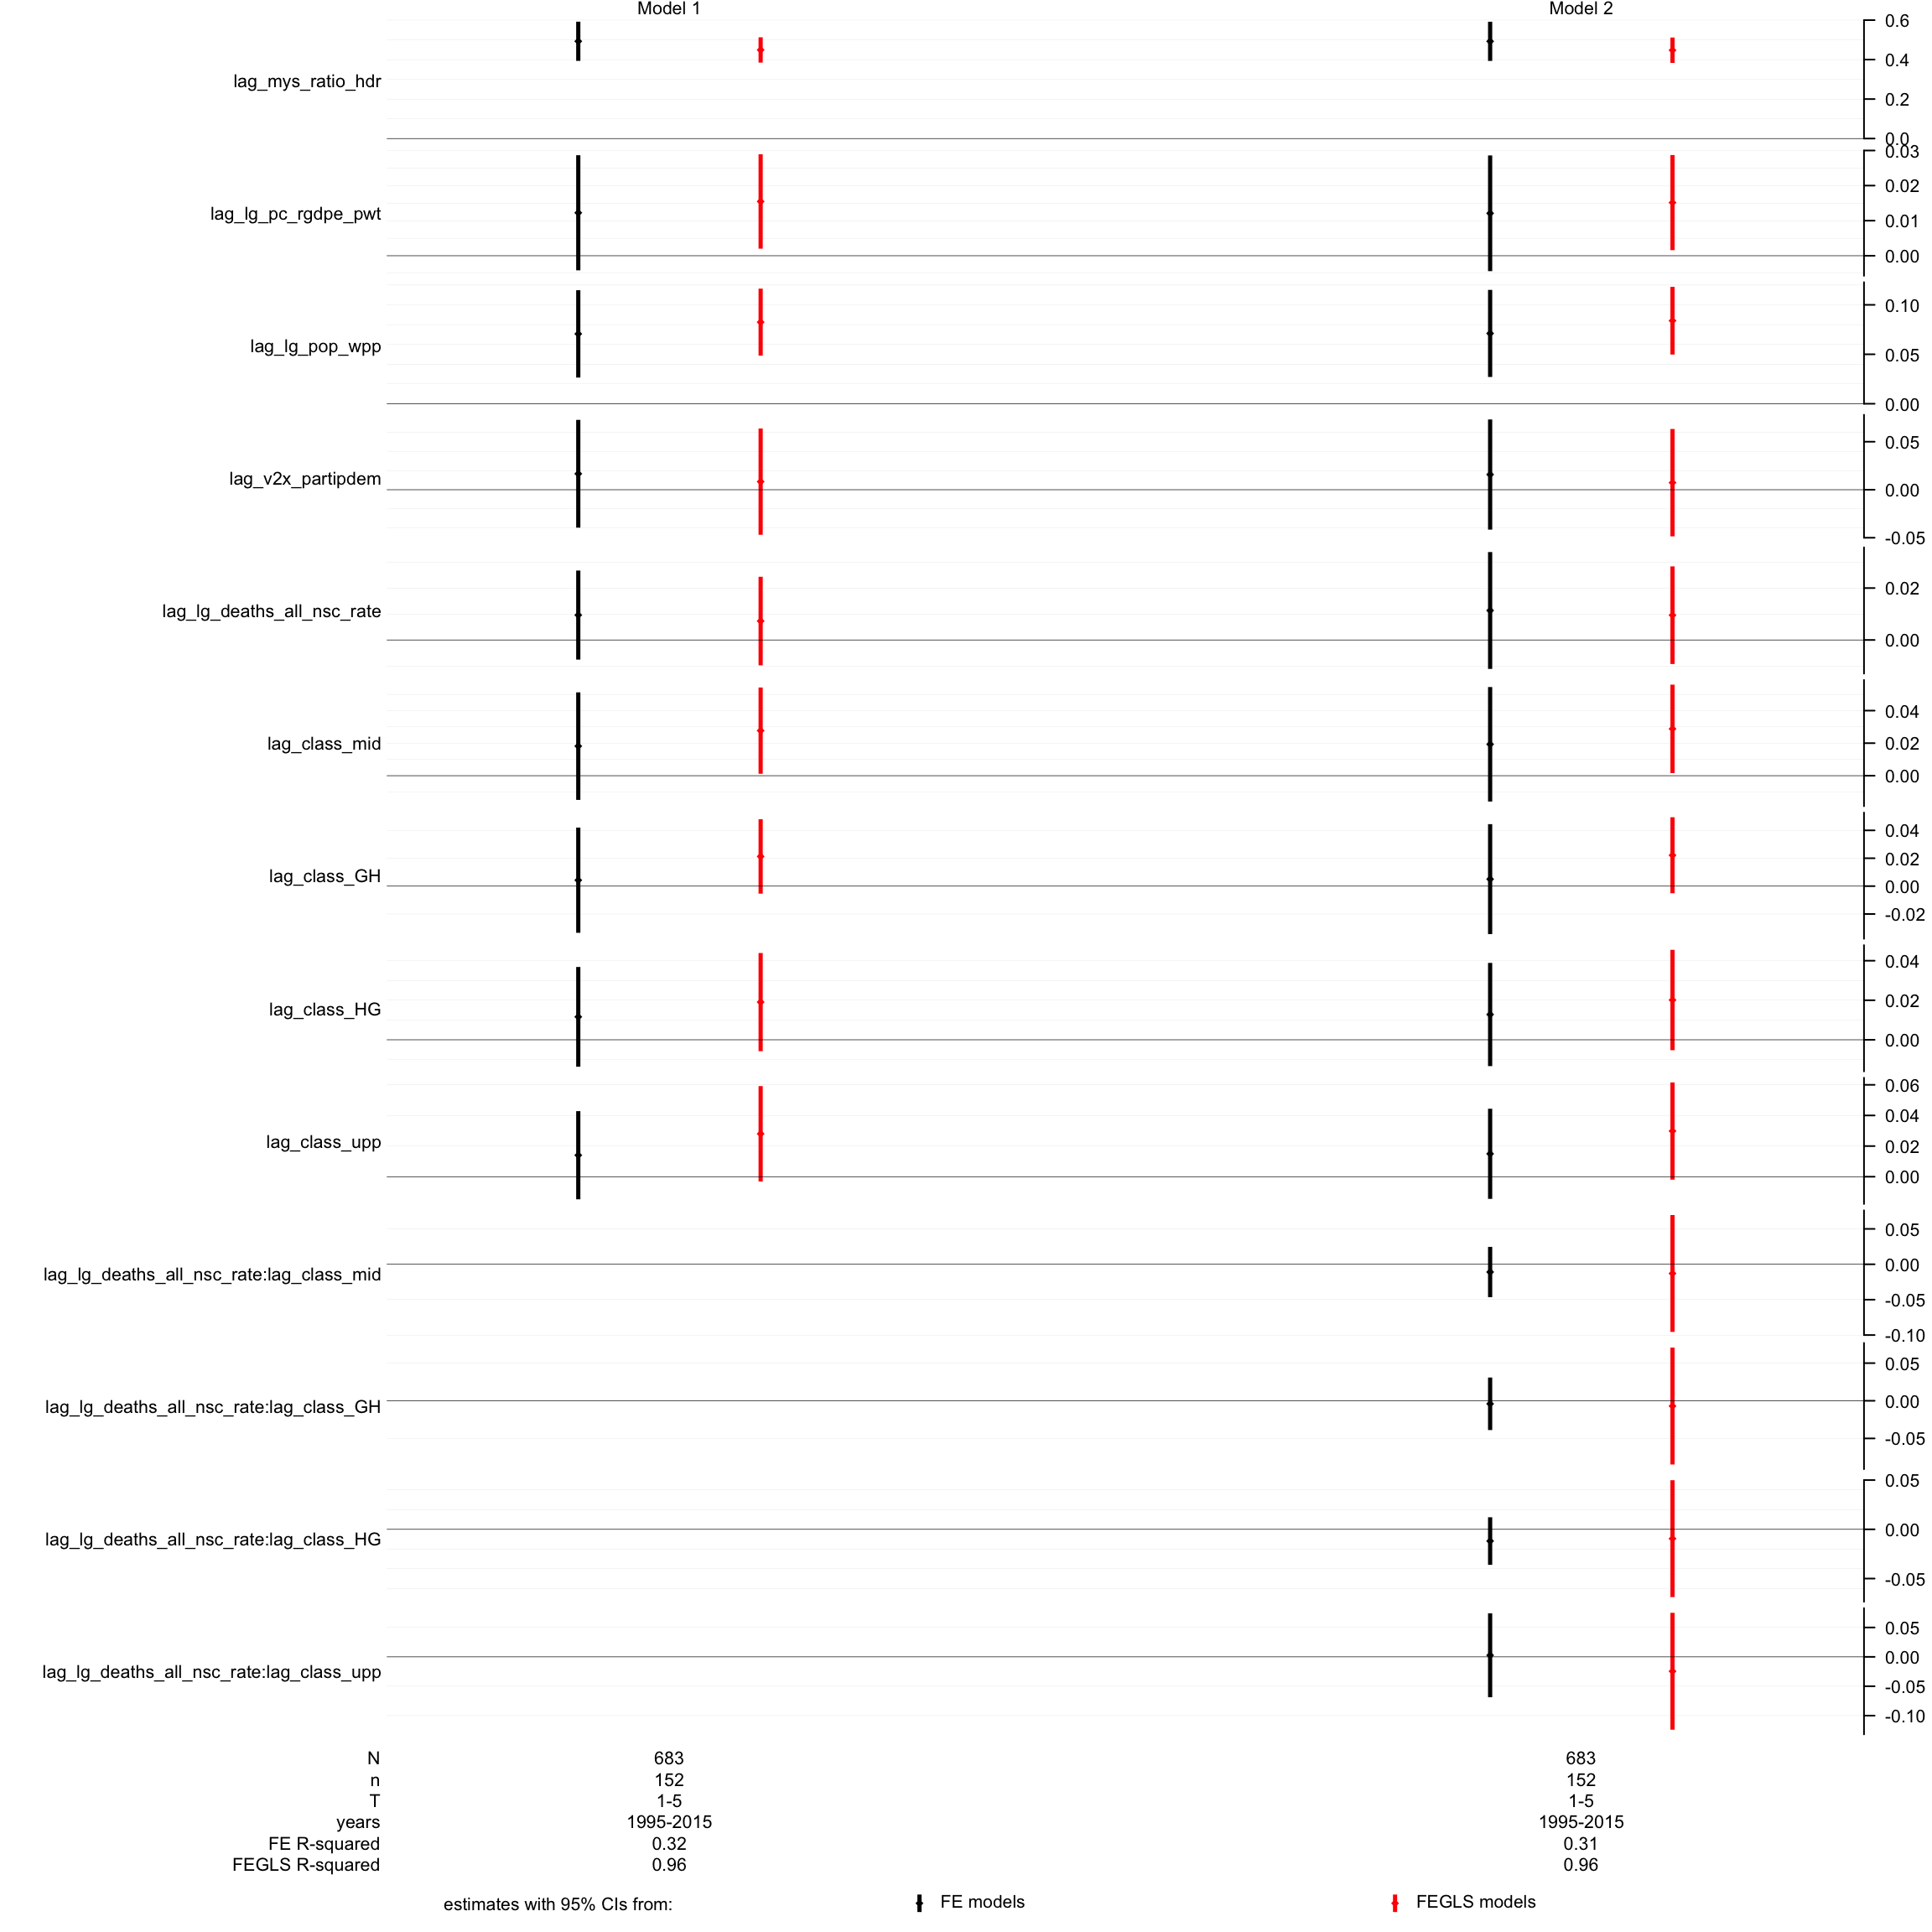 Model 1 Model 2
lag_mys_ratio_hdr
0.6
0.4
0.2
0.0
lag_lg_pc_rgdpe_pwt
0.03
0.02
0.01
0.00
lag_lg_pop_wpp
0.10
0.05
0.00
lag_v2x_partipdem
0.05
0.00
-0.05
lag_lg_deaths_all_nsc_rate
0.02
0.00
lag_class_mid
0.04
0.02
0.00
lag_class_GH
0.04
0.02
0.00
-0.02
lag_class_HG
0.04
0.02
0.00
lag_class_upp
0.06
0.04
0.02
0.00
lag_lg_deaths_all_nsc_rate:lag_class_mid
0.05
0.00
-0.05
-0.10
lag_lg_deaths_all_nsc_rate:lag_class_GH
0.05
0.00
-0.05
lag_lg_deaths_all_nsc_rate:lag_class_HG
0.05
0.00
-0.05
lag_lg_deaths_all_nsc_rate:lag_class_upp
0.05
0.00
-0.05
-0.10
N 683 683
n 152 152
T 1-5 1-5
years 1995-2015 1995-2015
FE R-squared 0.32 0.31
FEGLS R-squared 0.96 0.96
estimates with 95% CIs from: FE models FEGLS models